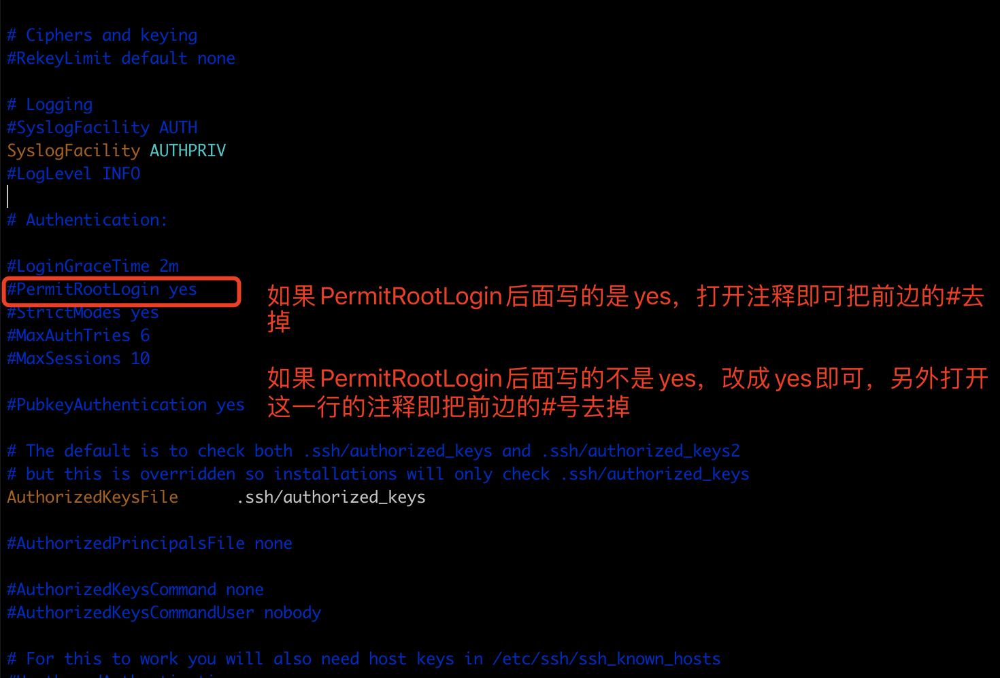 # Ciphers and keying
#RekeyLimit default none
# Logging
#SyslogFacility AUTH
SyslogFacility AUTHPRIV
#LogLevel INFO
# Authentication:
#LoginGraceTime 2m
#PermitRootLogin yes
如果PermitRootLogin后面写的是yes，打开注释即可把前边的#去
掉
#StrictModes yes
#MaxAuthTries 6
#MaxSessions 10
如果PermitRootLogin后面写的不是yes，改成yes即可，另外打开
这一行的注释即把前边的#号去掉
#PubkeyAuthentication yes
# The default is to check both .ssh/authorized_keys and .ssh/authorized_keys2
# but this is overridden so installations will only check .ssh/authorized_keys
AuthorizedKeysFile .ssh/authorized_keys
#AuthorizedPrincipalsFile none
#AuthorizedKeysCommand none
#AuthorizedKeysCommandUser nobody
# For this to work you will also need host keys in /etc/ssh/ssh_known_hosts